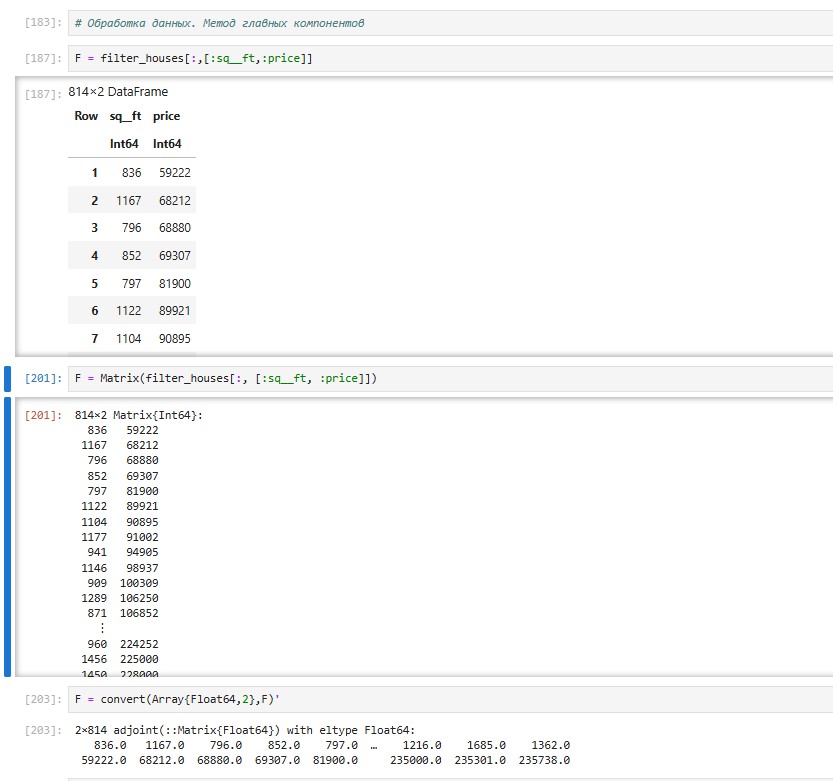 [183]: # Обработка данных. Метод главных компонентов
[187]: F = filter_houses[:,[:sq__ft,:price]]
[187]: 814×2 DataFrame
Row sq__ft price
Int64 Int64
1 836 59222
2 1167 68212
3 796 68880
4 852 69307
5 797 81900
6 1122 89921
7 1104 90895
[201]: F = Matrix(filter_houses[:, [:sq__ft, :price]])
[201]: 814×2 Matrix{Int64}:
836 59222
1167 68212
796 68880
852 69307
797 81900
1122 89921
1104 90895
1177 91002
941 94905
1146 98937
909 100309
1289 106250
871 106852
⋮
960 224252
1456 225000
1450 228000
[203]: F = convert(Array{Float64,2},F)'
[203]: 2×814 adjoint(::Matrix{Float64}) with eltype Float64:
836.0 1167.0 796.0 852.0 797.0 … 1216.0 1685.0 1362.0
59222.0 68212.0 68880.0 69307.0 81900.0 235000.0 235301.0 235738.0